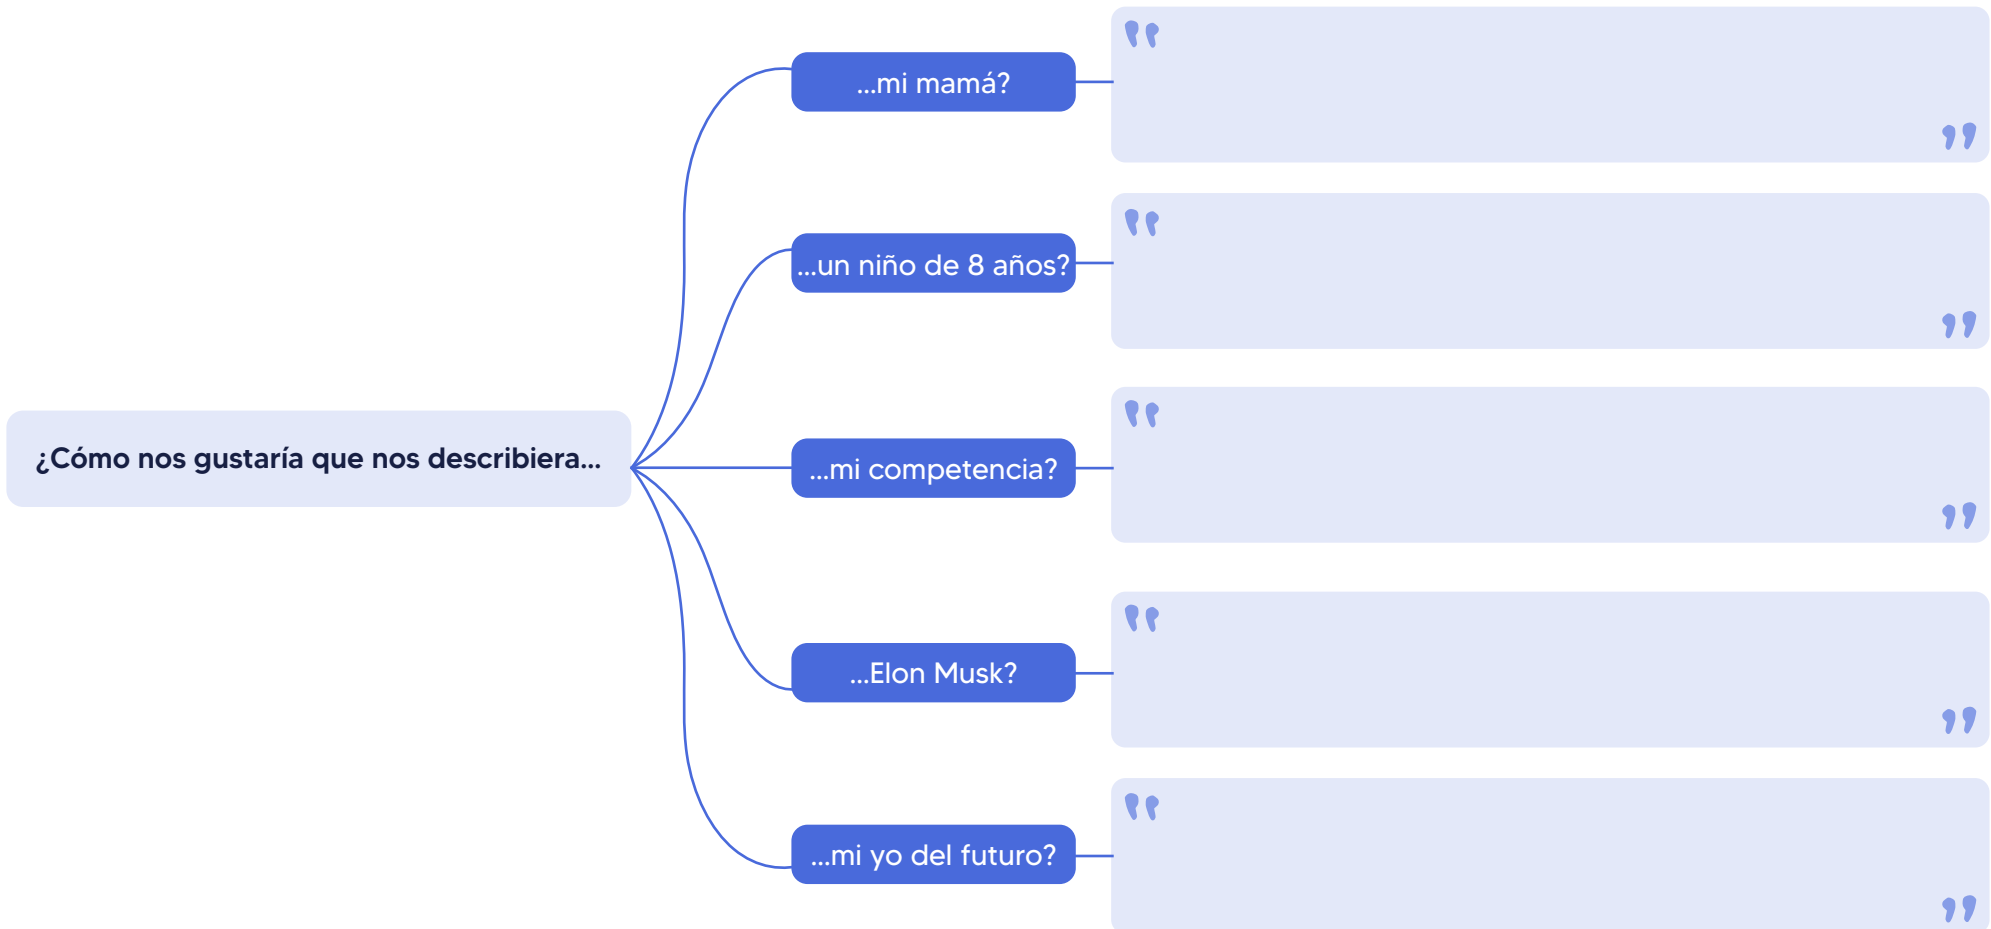 ¿Cómo nos gustaría que nos describiera...
...mi mamá?
...un niño de 8 años?
...mi competencia?
...Elon Musk?
...mi yo del futuro?